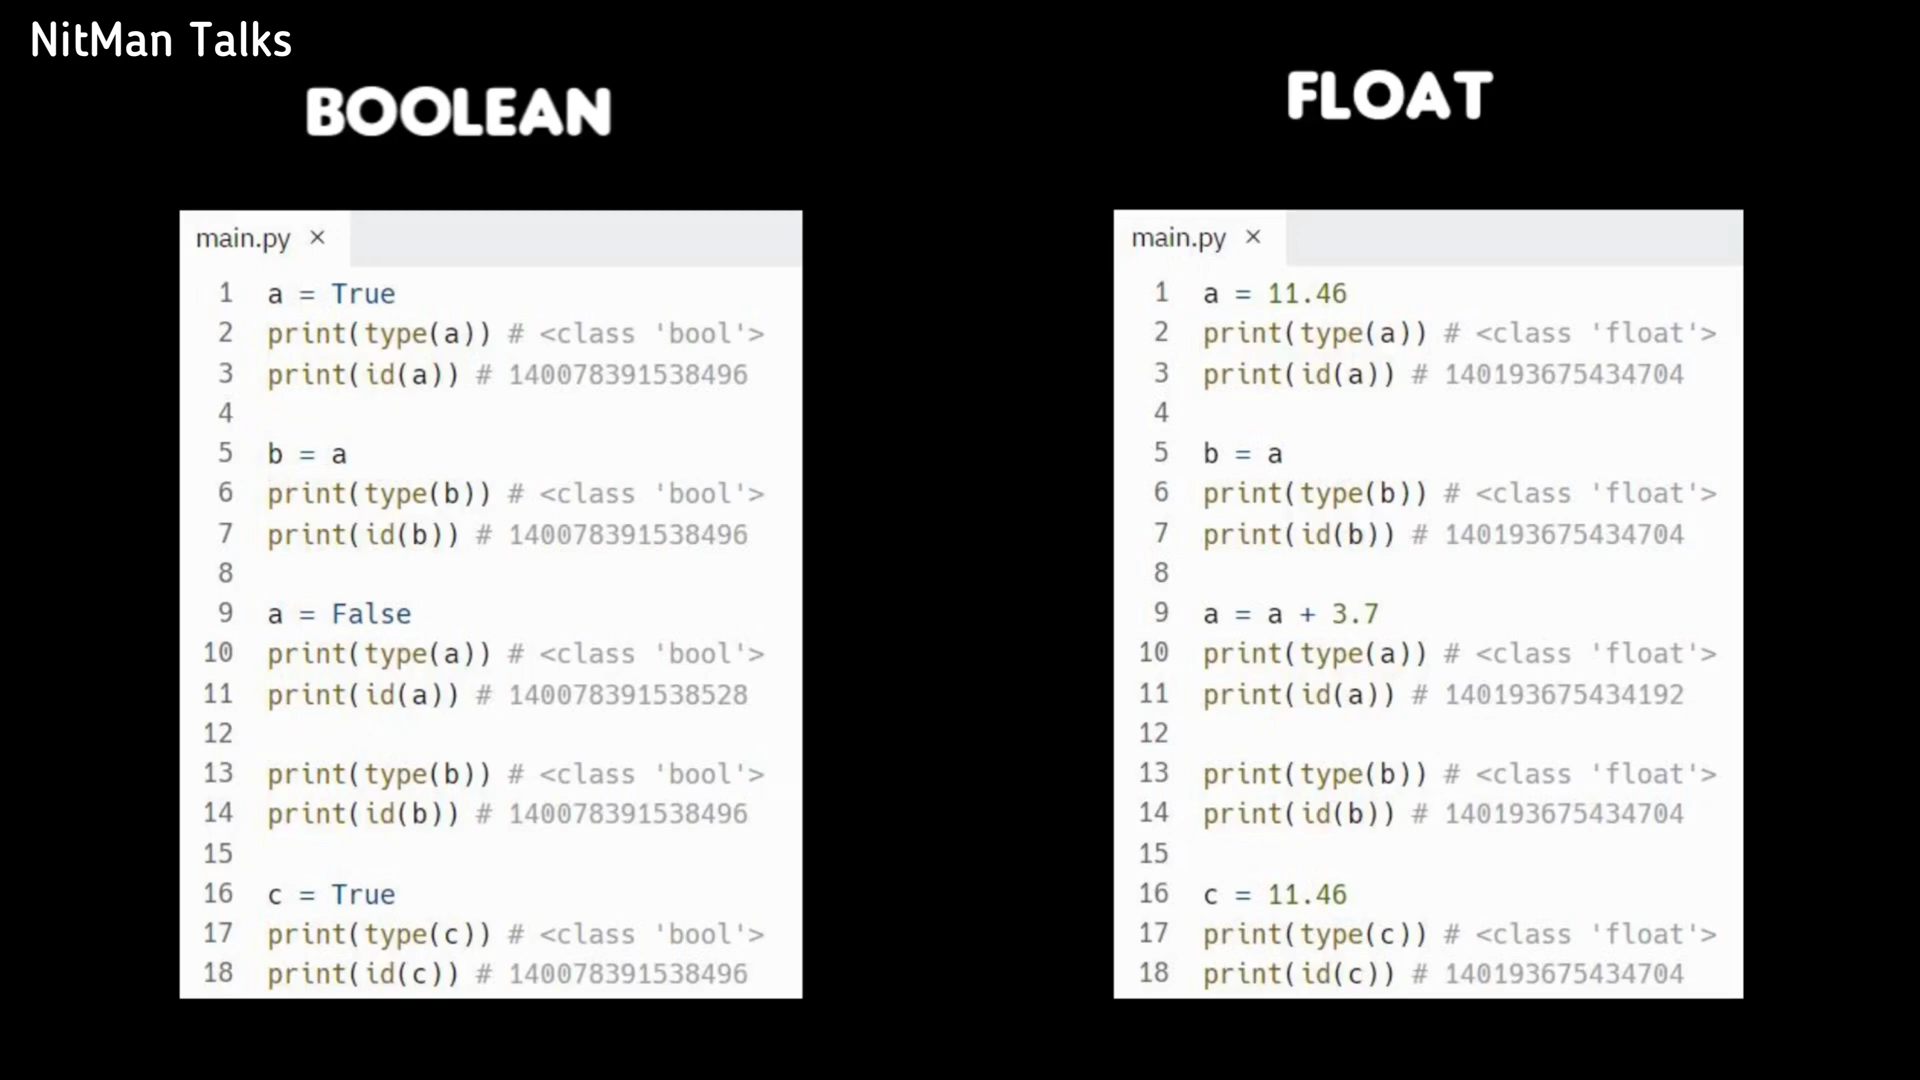 NitMan Talks
BOOLEAN
main.py ×
1 a = True
2 print(type(a)) # <class 'bool'>
3 print(id(a)) # 140078391538496
4
5 b = a
6 print(type(b)) # <class 'bool'>
7 print(id(b)) # 140078391538496
8
9 a = False
10 print(type(a)) # <class 'bool'>
11 print(id(a)) # 140078391538528
12
13 print(type(b)) # <class 'bool'>
14 print(id(b)) # 140078391538496
15
16 c = True
17 print(type(c)) # <class 'bool'>
18 print(id(c)) # 140078391538496
FLOAT
main.py ×
1 a = 11.46
2 print(type(a)) # <class 'float'>
3 print(id(a)) # 140193675434704
4
5 b = a
6 print(type(b)) # <class 'float'>
7 print(id(b)) # 140193675434704
8
9 a = a + 3.7
10 print(type(a)) # <class 'float'>
11 print(id(a)) # 140193675434192
12
13 print(type(b)) # <class 'float'>
14 print(id(b)) # 140193675434704
15
16 c = 11.46
17 print(type(c)) # <class 'float'>
18 print(id(c)) # 140193675434704